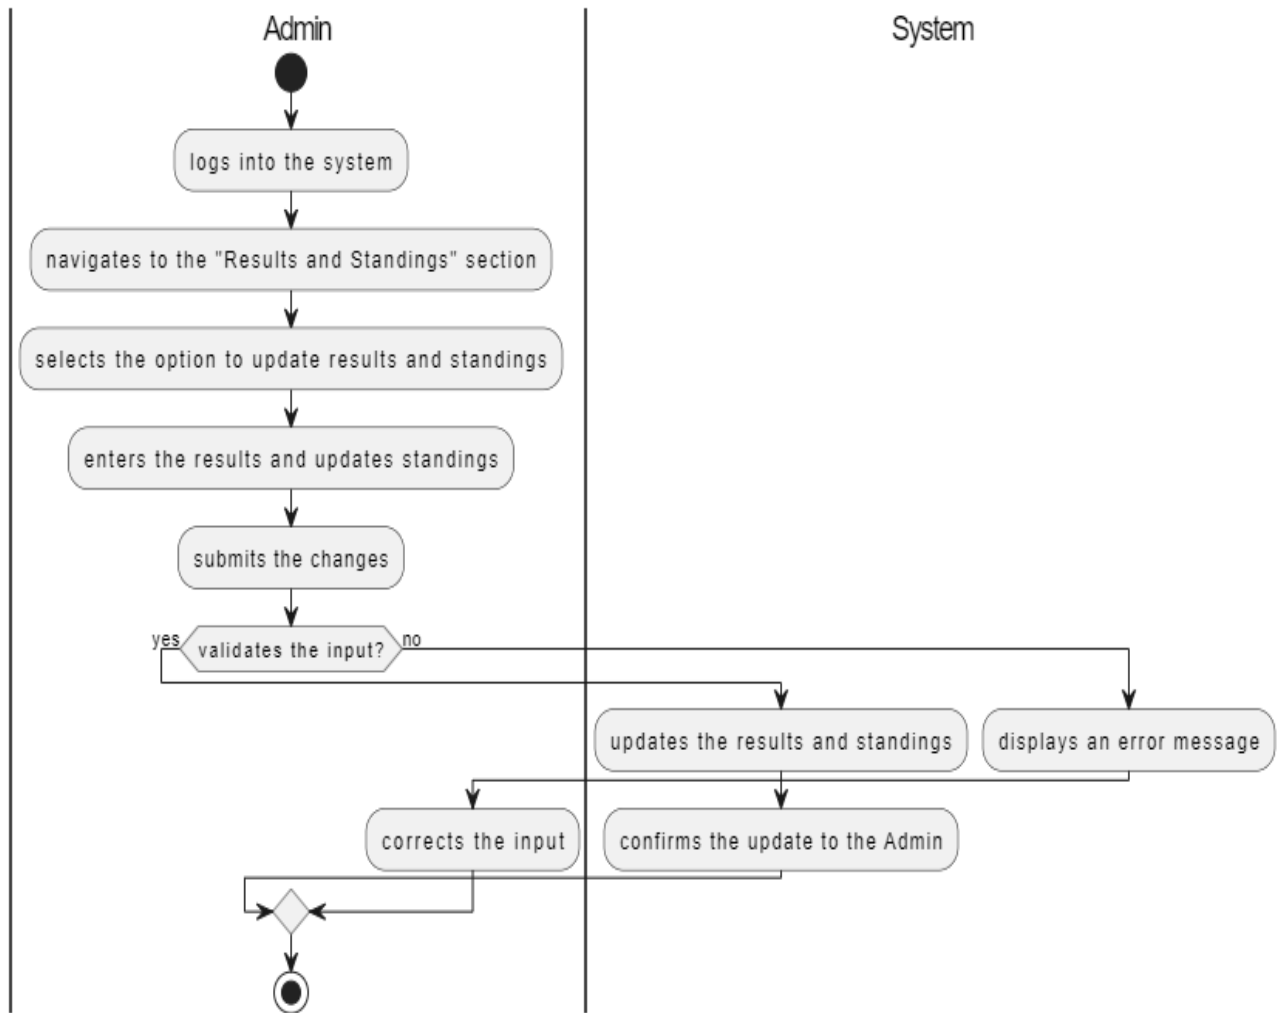 Admin
System
logs into the system
navigates to the "Results and Standings" section
selects the option to update results and standings
enters the results and updates standings
submits the changes
yes
validates the input?
no
updates the results and standings
displays an error message
corrects the input
confirms the update to the Admin